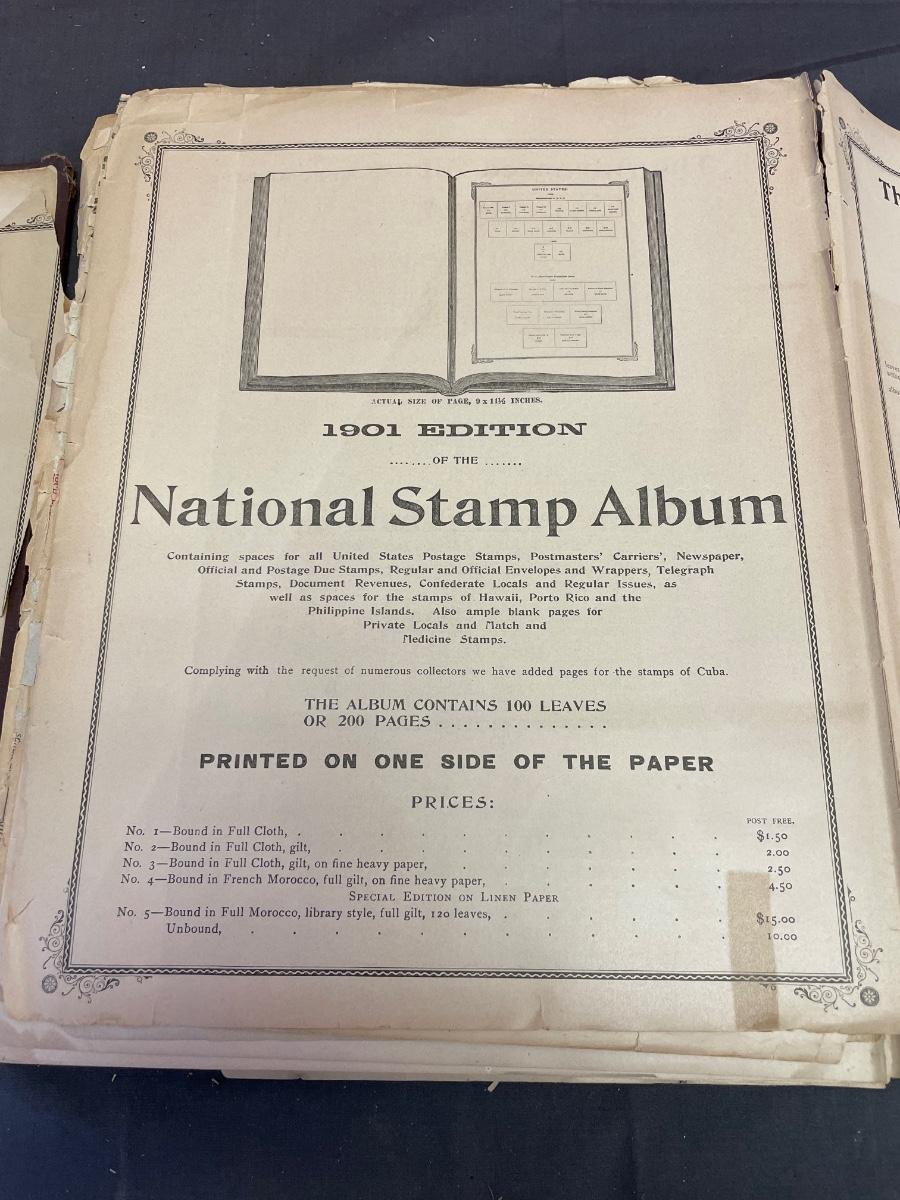 UNITED STATES
ACTUAL SIZE OF PAGE, 9 x 11½ INCHES.
1901 EDITION
........OF THE .......
National Stamp Album
Containing spaces for all United States Postage Stamps, Postmasters' Carriers', Newspaper,
Official and Postage Due Stamps, Regular and Official Envelopes and Wrappers, Telegraph
Stamps, Document Revenues, Confederate Locals and Regular Issues, as
well as spaces for the stamps of Hawaii, Porto Rico and the
Philippine Islands. Also ample blank pages for
Private Locals and Match and
Medicine Stamps.
Complying with the request of numerous collectors we have added pages for the stamps of Cuba.
THE ALBUM CONTAINS 100 LEAVES
OR 200 PAGES . . . . . . . . . . . . . .
PRINTED ON ONE SIDE OF THE PAPER
PRICES:
POST FREE.
No. 1—Bound in Full Cloth, . . . . . . . . . $1.50
No. 2—Bound in Full Cloth, gilt, . . . . . . . . 2.00
No. 3—Bound in Full Cloth, gilt, on fine heavy paper, . . . . . . 2.50
No. 4—Bound in French Morocco, full gilt, on fine heavy paper, . . . . . 4.50
SPECIAL EDITION ON LINEN PAPER
No. 5—Bound in Full Morocco, library style, full gilt, 120 leaves, . . . . . $15.00
Unbound, . . . . . . . . . . 10.00
Th